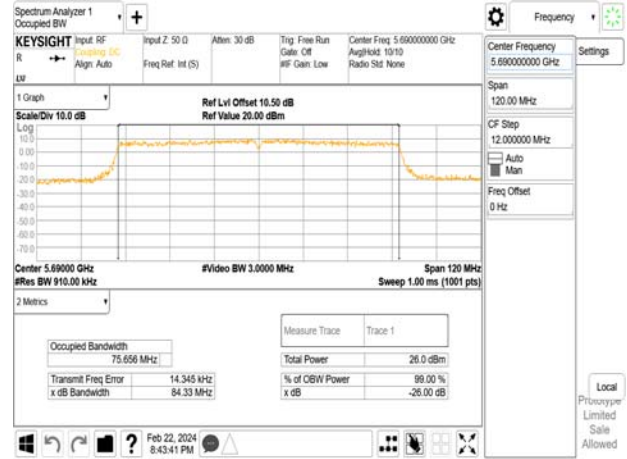 Spectrum Analyzer 1
Occupied BW
+
Frequency
KEYSIGHT Input: RF Input Z: 50 Ω Atten: 30 dB Trig: Free Run Center Freq: 5.690000000 GHz
R Coupling: DC Gate: Off Avg|Hold: 10/10
Align: Auto Freq Ref: Int (S) #IF Gain: Low Radio Std: None
LVI
Center Frequency
5.690000000 GHz
Settings
Span
120.00 MHz
CF Step
12.000000 MHz
Auto
Man
Freq Offset
0 Hz
1 Graph
Ref Lvl Offset 10.50 dB
Scale/Div 10.0 dB Ref Value 20.00 dBm
Log
10.0
0.00
-10.0
-20.0
-30.0
-40.0
-50.0
-60.0
-70.0
Center 5.69000 GHz #Video BW 3.0000 MHz Span 120 MHz
#Res BW 910.00 kHz Sweep 1.00 ms (1001 pts)
2 Metrics
Measure Trace Trace 1
Occupied Bandwidth
75.656 MHz
Total Power 26.0 dBm
Transmit Freq Error 14.345 kHz % of OBW Power 99.00 %
x dB Bandwidth 84.33 MHz x dB -26.00 dB
Local
Prototype
Limited
Sale
Allowed
? Feb 22, 2024
8:43:41 PM